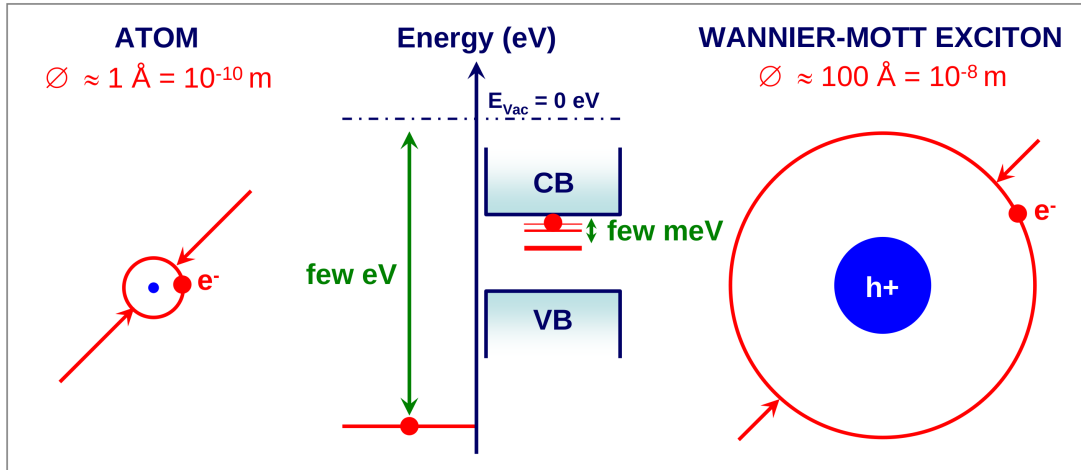 ATOM
∅ ≈ 1 Å = 10⁻¹⁰ m
e⁻
Energy (eV)
E_Vac = 0 eV
CB
few meV
few eV
VB
WANNIER-MOTT EXCITON
∅ ≈ 100 Å = 10⁻⁸ m
e⁻
h+